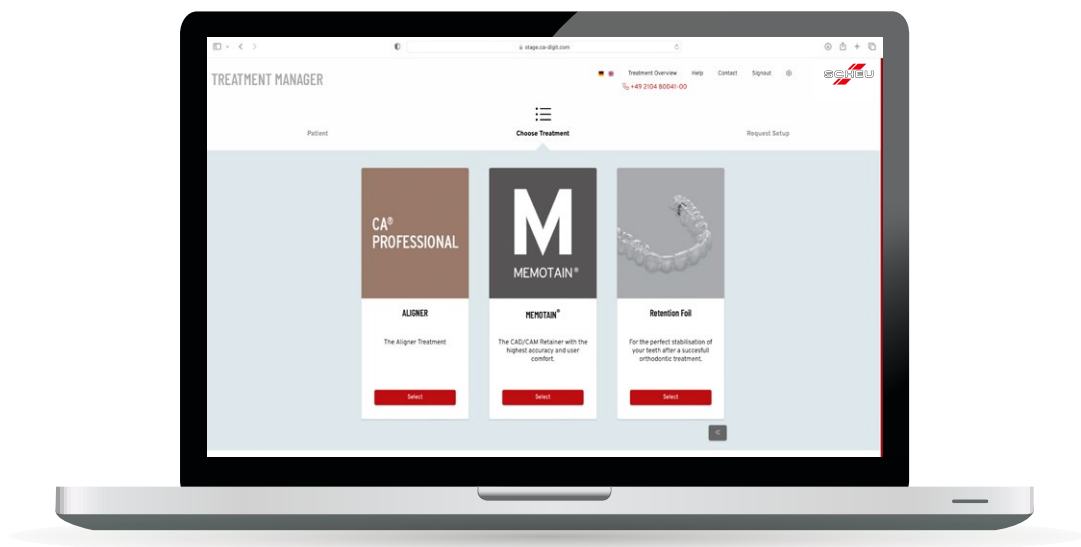 stage.ca-digit.com
TREATMENT MANAGER
Treatment Overview Help Contact Signout
+49 2104 80041-00
SCHEU
Patient
Choose Treatment
Request Setup
CA®
PROFESSIONAL
ALIGNER
The Aligner Treatment
Select
M
MEMOTAIN®
MEMOTAIN®
The CAD/CAM Retainer with the
highest accuracy and user
comfort.
Select
Retention Foil
For the perfect stabilisation of
your teeth after a succesfull
orthodontic treatment.
Select